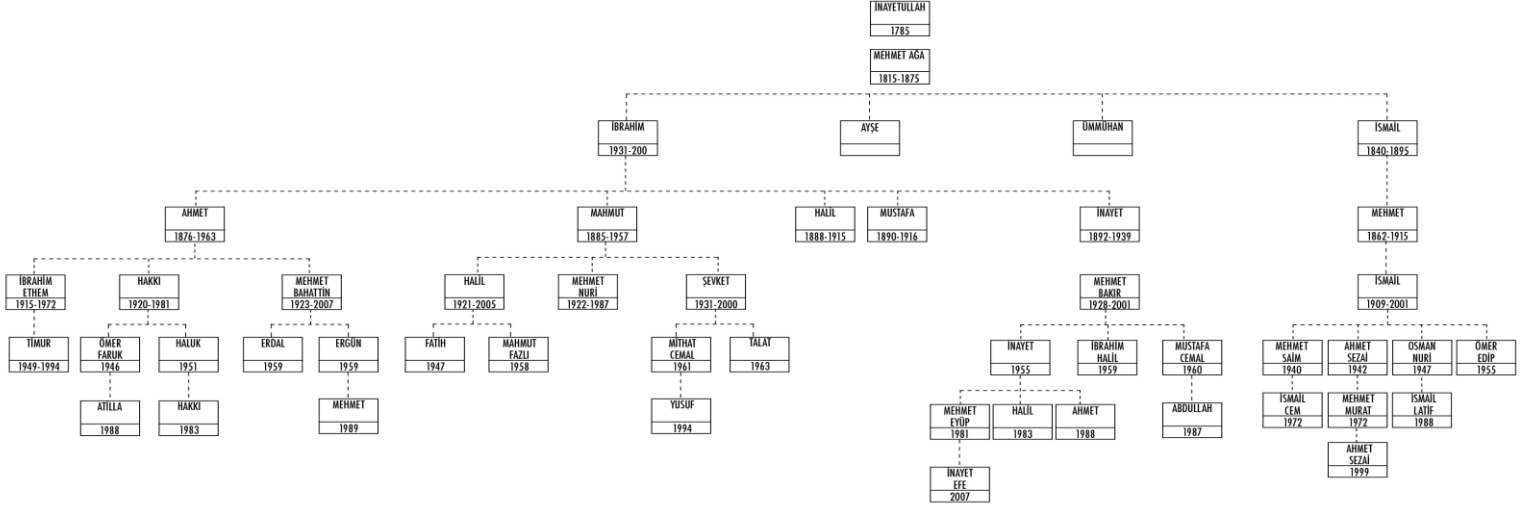 İNAYETULLAH
1785
MEHMET AĞA
1815-1875
İBRAHİM
1931-200
AYŞE
ÜMMÜHAN
İSMAİL
1840-1895
AHMET
1876-1963
MAHMUT
1885-1957
HALİL
1888-1915
MUSTAFA
1890-1916
İNAYET
1892-1939
MEHMET
1862-1915
İBRAHİM
ETHEM
1915-1972
HAKKI
1920-1981
MEHMET
BAHATTİN
1923-2007
HALİL
1921-2005
MEHMET
NURİ
1922-1987
ŞEVKET
1931-2000
MEHMET
BAKIR
1928-2001
İSMAİL
1909-2001
TİMUR
1949-1994
ÖMER
FARUK
1946
HALUK
1951
ERDAL
1959
ERGÜN
1959
FATİH
1947
MAHMUT
FAZLI
1958
MİTHAT
CEMAL
1961
TALAT
1963
İNAYET
1955
İBRAHİM
HALİL
1959
MUSTAFA
CEMAL
1960
MEHMET
SAİM
1940
AHMET
SEZAİ
1942
OSMAN
NURİ
1947
ÖMER
EDİP
1955
ATİLLA
1988
HAKKI
1983
MEHMET
1989
YUSUF
1994
MEHMET
EYÜP
1981
HALİL
1983
AHMET
1988
ABDULLAH
1987
İSMAİL
CEM
1972
MEHMET
MURAT
1972
İSMAİL
LATİF
1988
İNAYET
EFE
2007
AHMET
SEZAİ
1999